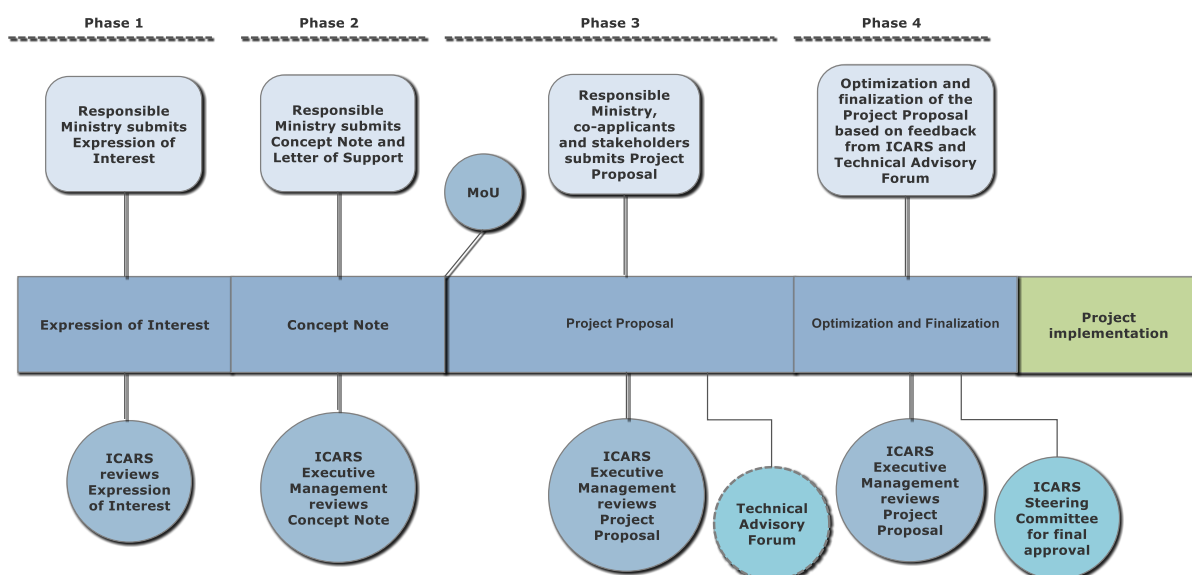 Phase 1
Phase 2
Phase 3
Phase 4
Responsible
Ministry submits
Expression of
Interest
Responsible
Ministry submits
Concept Note and
Letter of Support
MoU
Responsible
Ministry,
co-applicants
and stakeholders
submits Project
Proposal
Optimization and
finalization of the
Project Proposal
based on feedback
from ICARS and
Technical Advisory
Forum
Expression of Interest
Concept Note
Project Proposal
Optimization and Finalization
Project
implementation
ICARS
reviews
Expression
of Interest
ICARS
Executive
Management
reviews
Concept Note
ICARS
Executive
Management
reviews
Project
Proposal
Technical
Advisory
Forum
ICARS
Executive
Management
reviews
Project
Proposal
ICARS
Steering
Committee
for final
approval